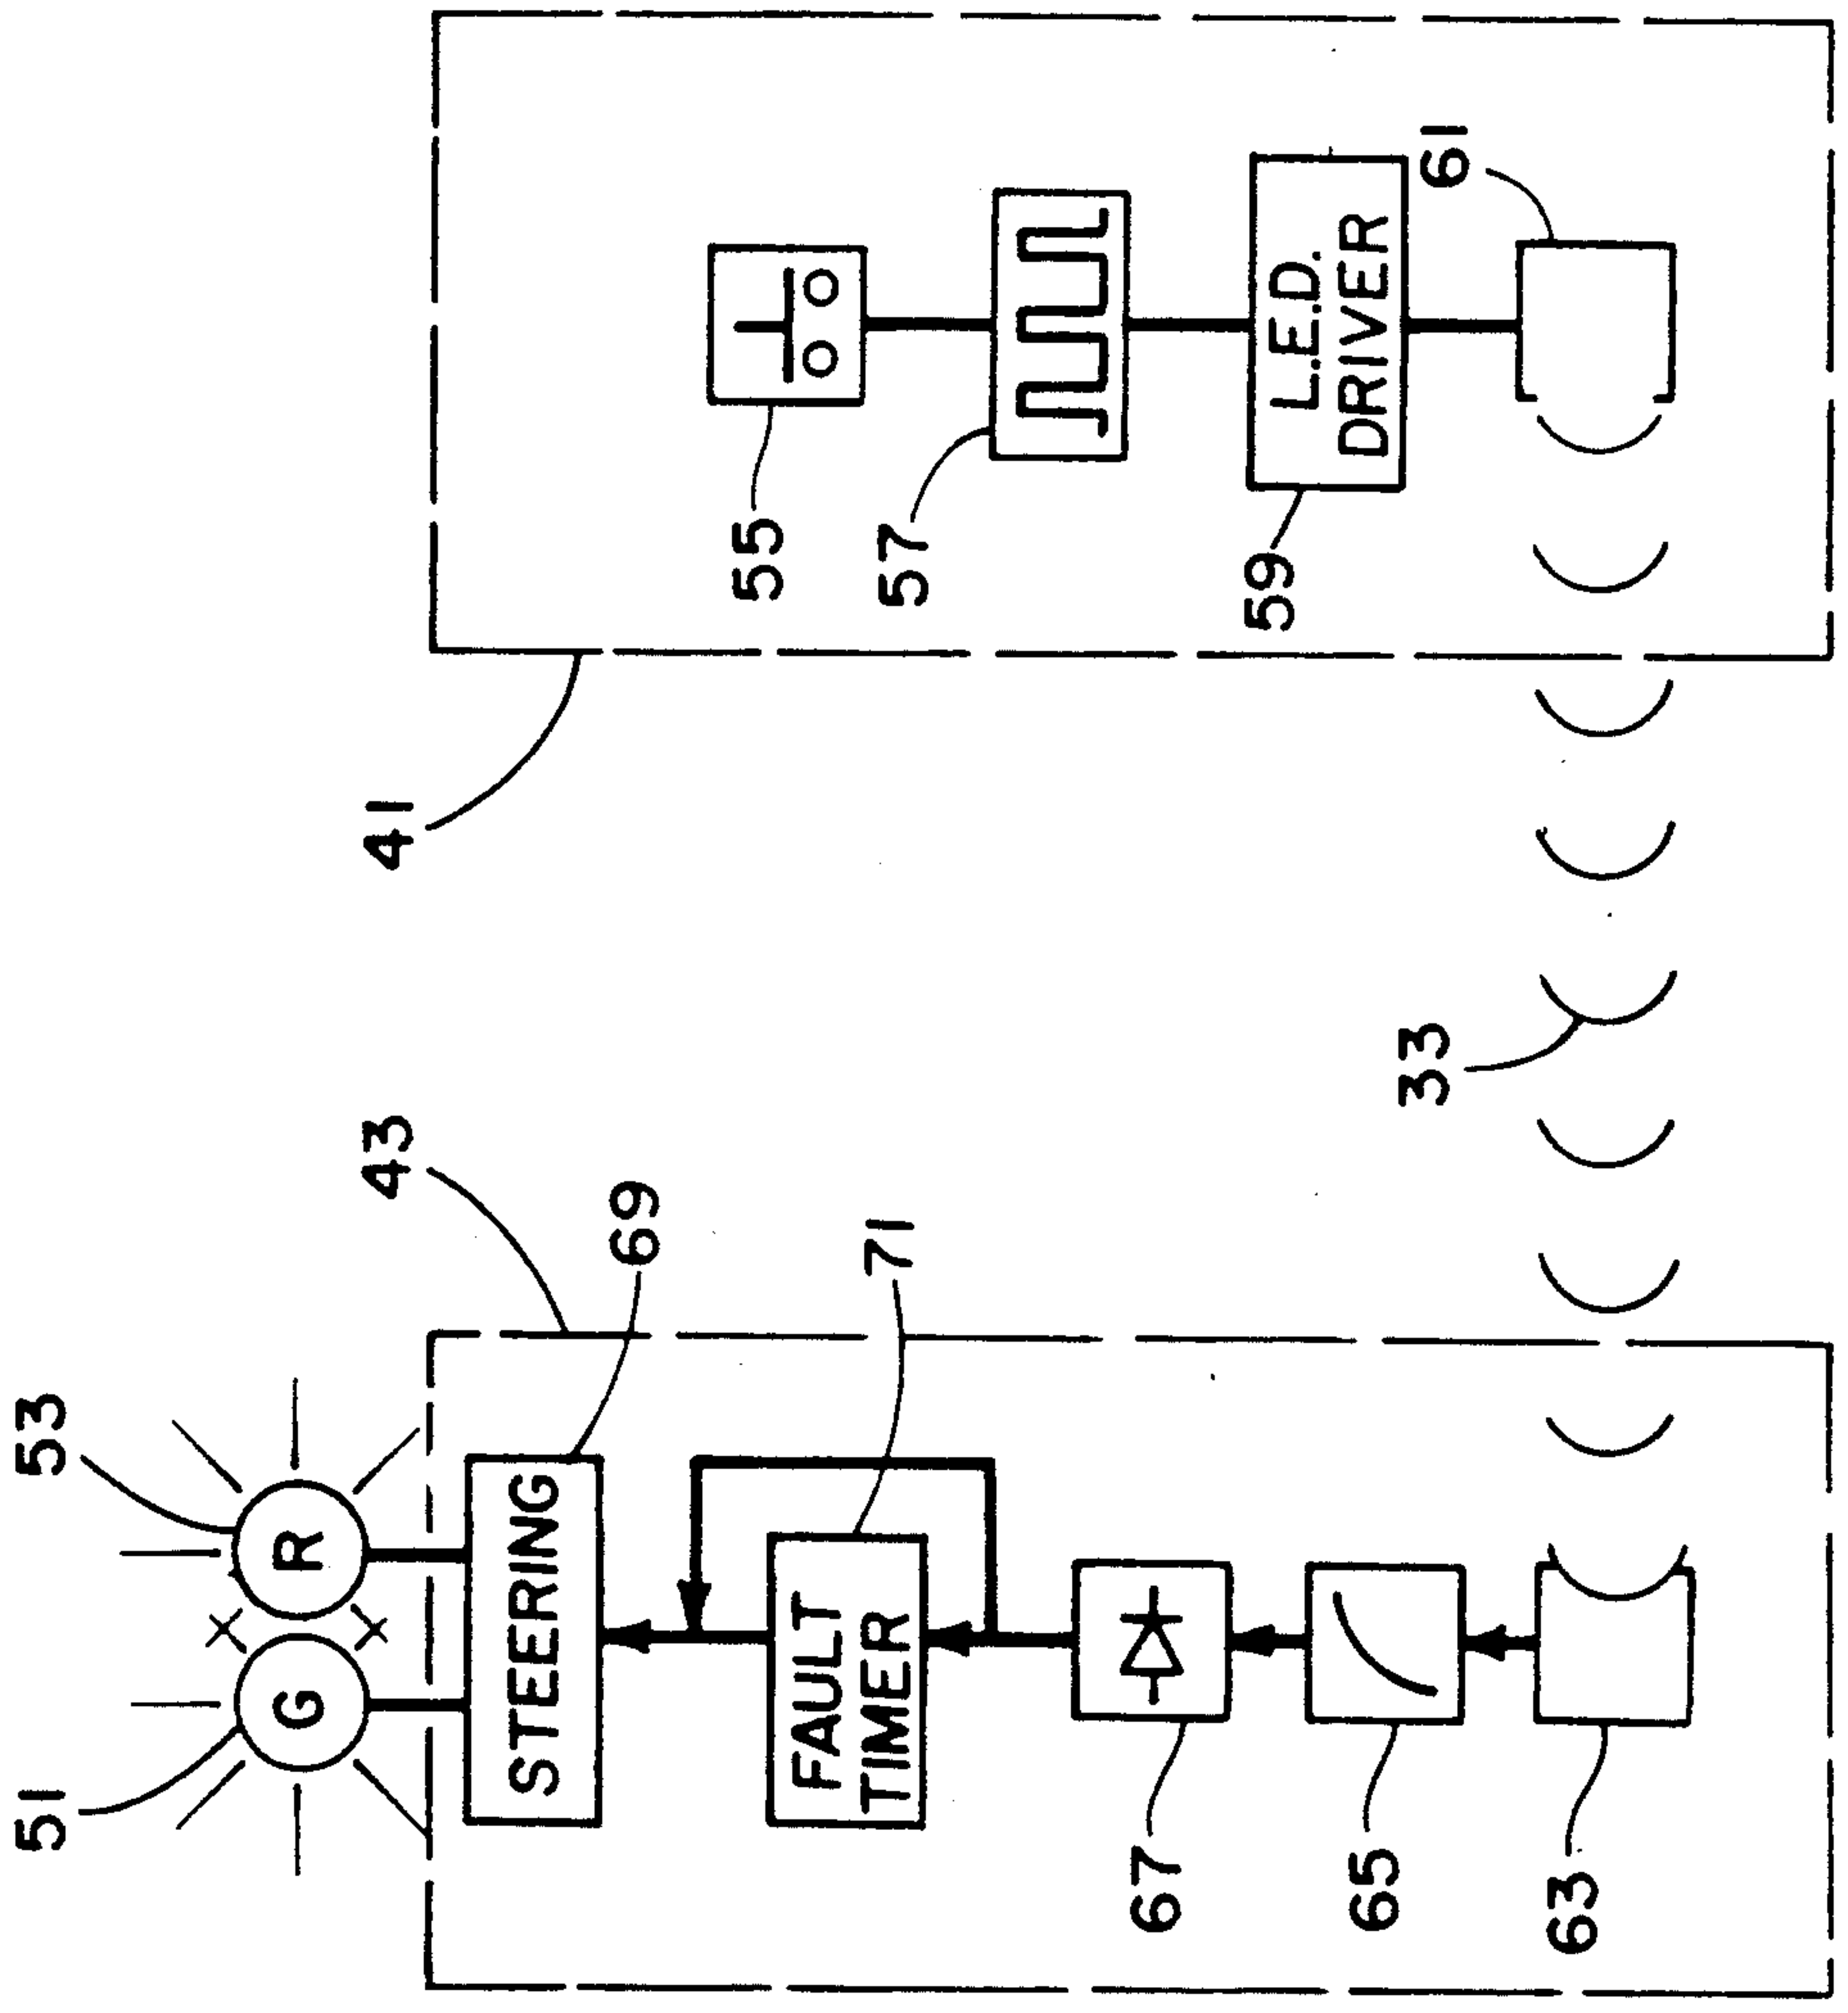 51
53
G
R
43
41
STEERING
69
55
FAULT
TIMER
71
57
67
59
L.E.D.
DRIVER
65
33
61
63